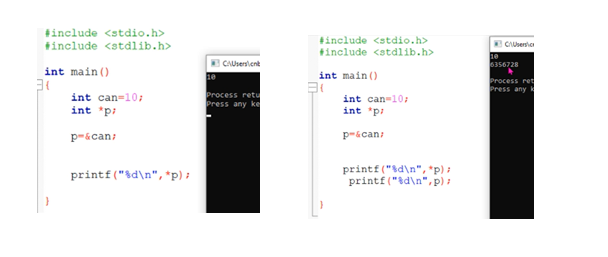 #include <stdio.h>
#include <stdlib.h>
int main()
{
int can=10;
int *p;
p=&can;
printf("%d\n",*p);
}
C:\Users\cnb
10
Process retu
Press any ke
#include <stdio.h>
#include <stdlib.h>
int main()
{
int can=10;
int *p;
p=&can;
printf("%d\n",*p);
printf("%d\n",p);
}
C:\Users\cn
10
6356728
Process ret
Press any k